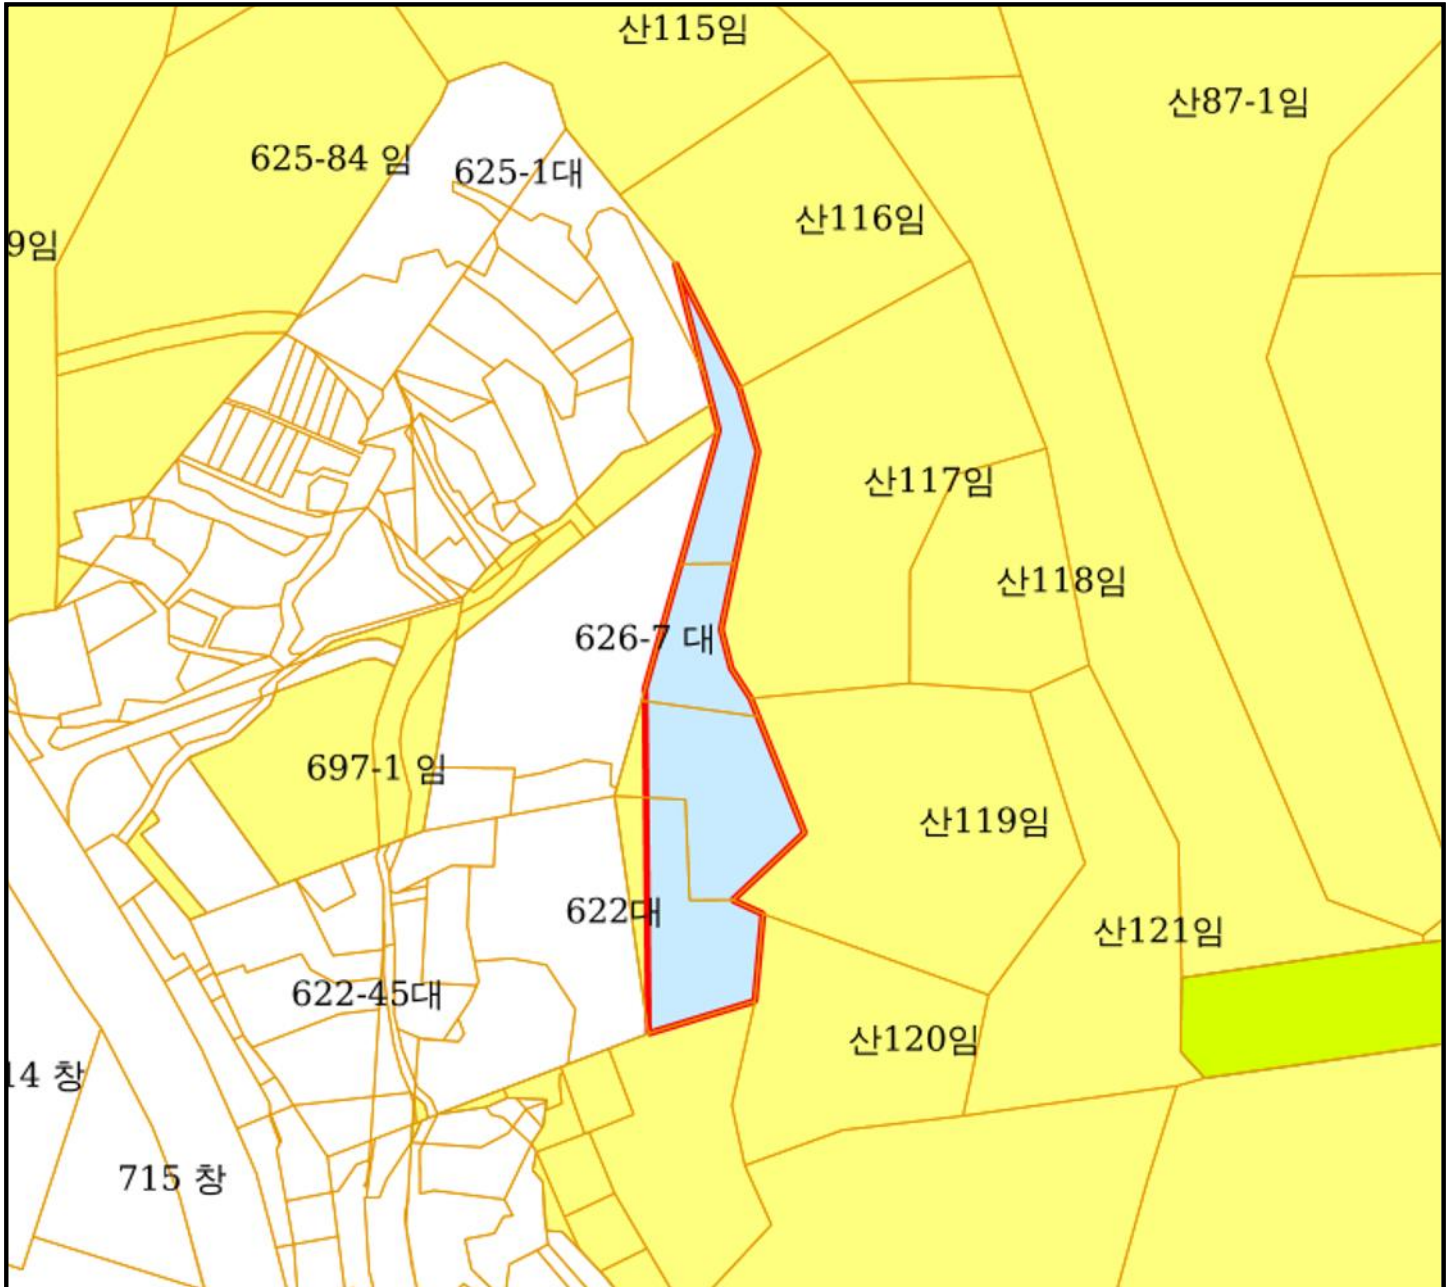 산115임
산87-1임
625-84 임
625-1대
산116임
9임
산117임
산118임
626-7 대
697-1 임
산119임
622대
산121임
622-45대
산120임
14 창
715 창